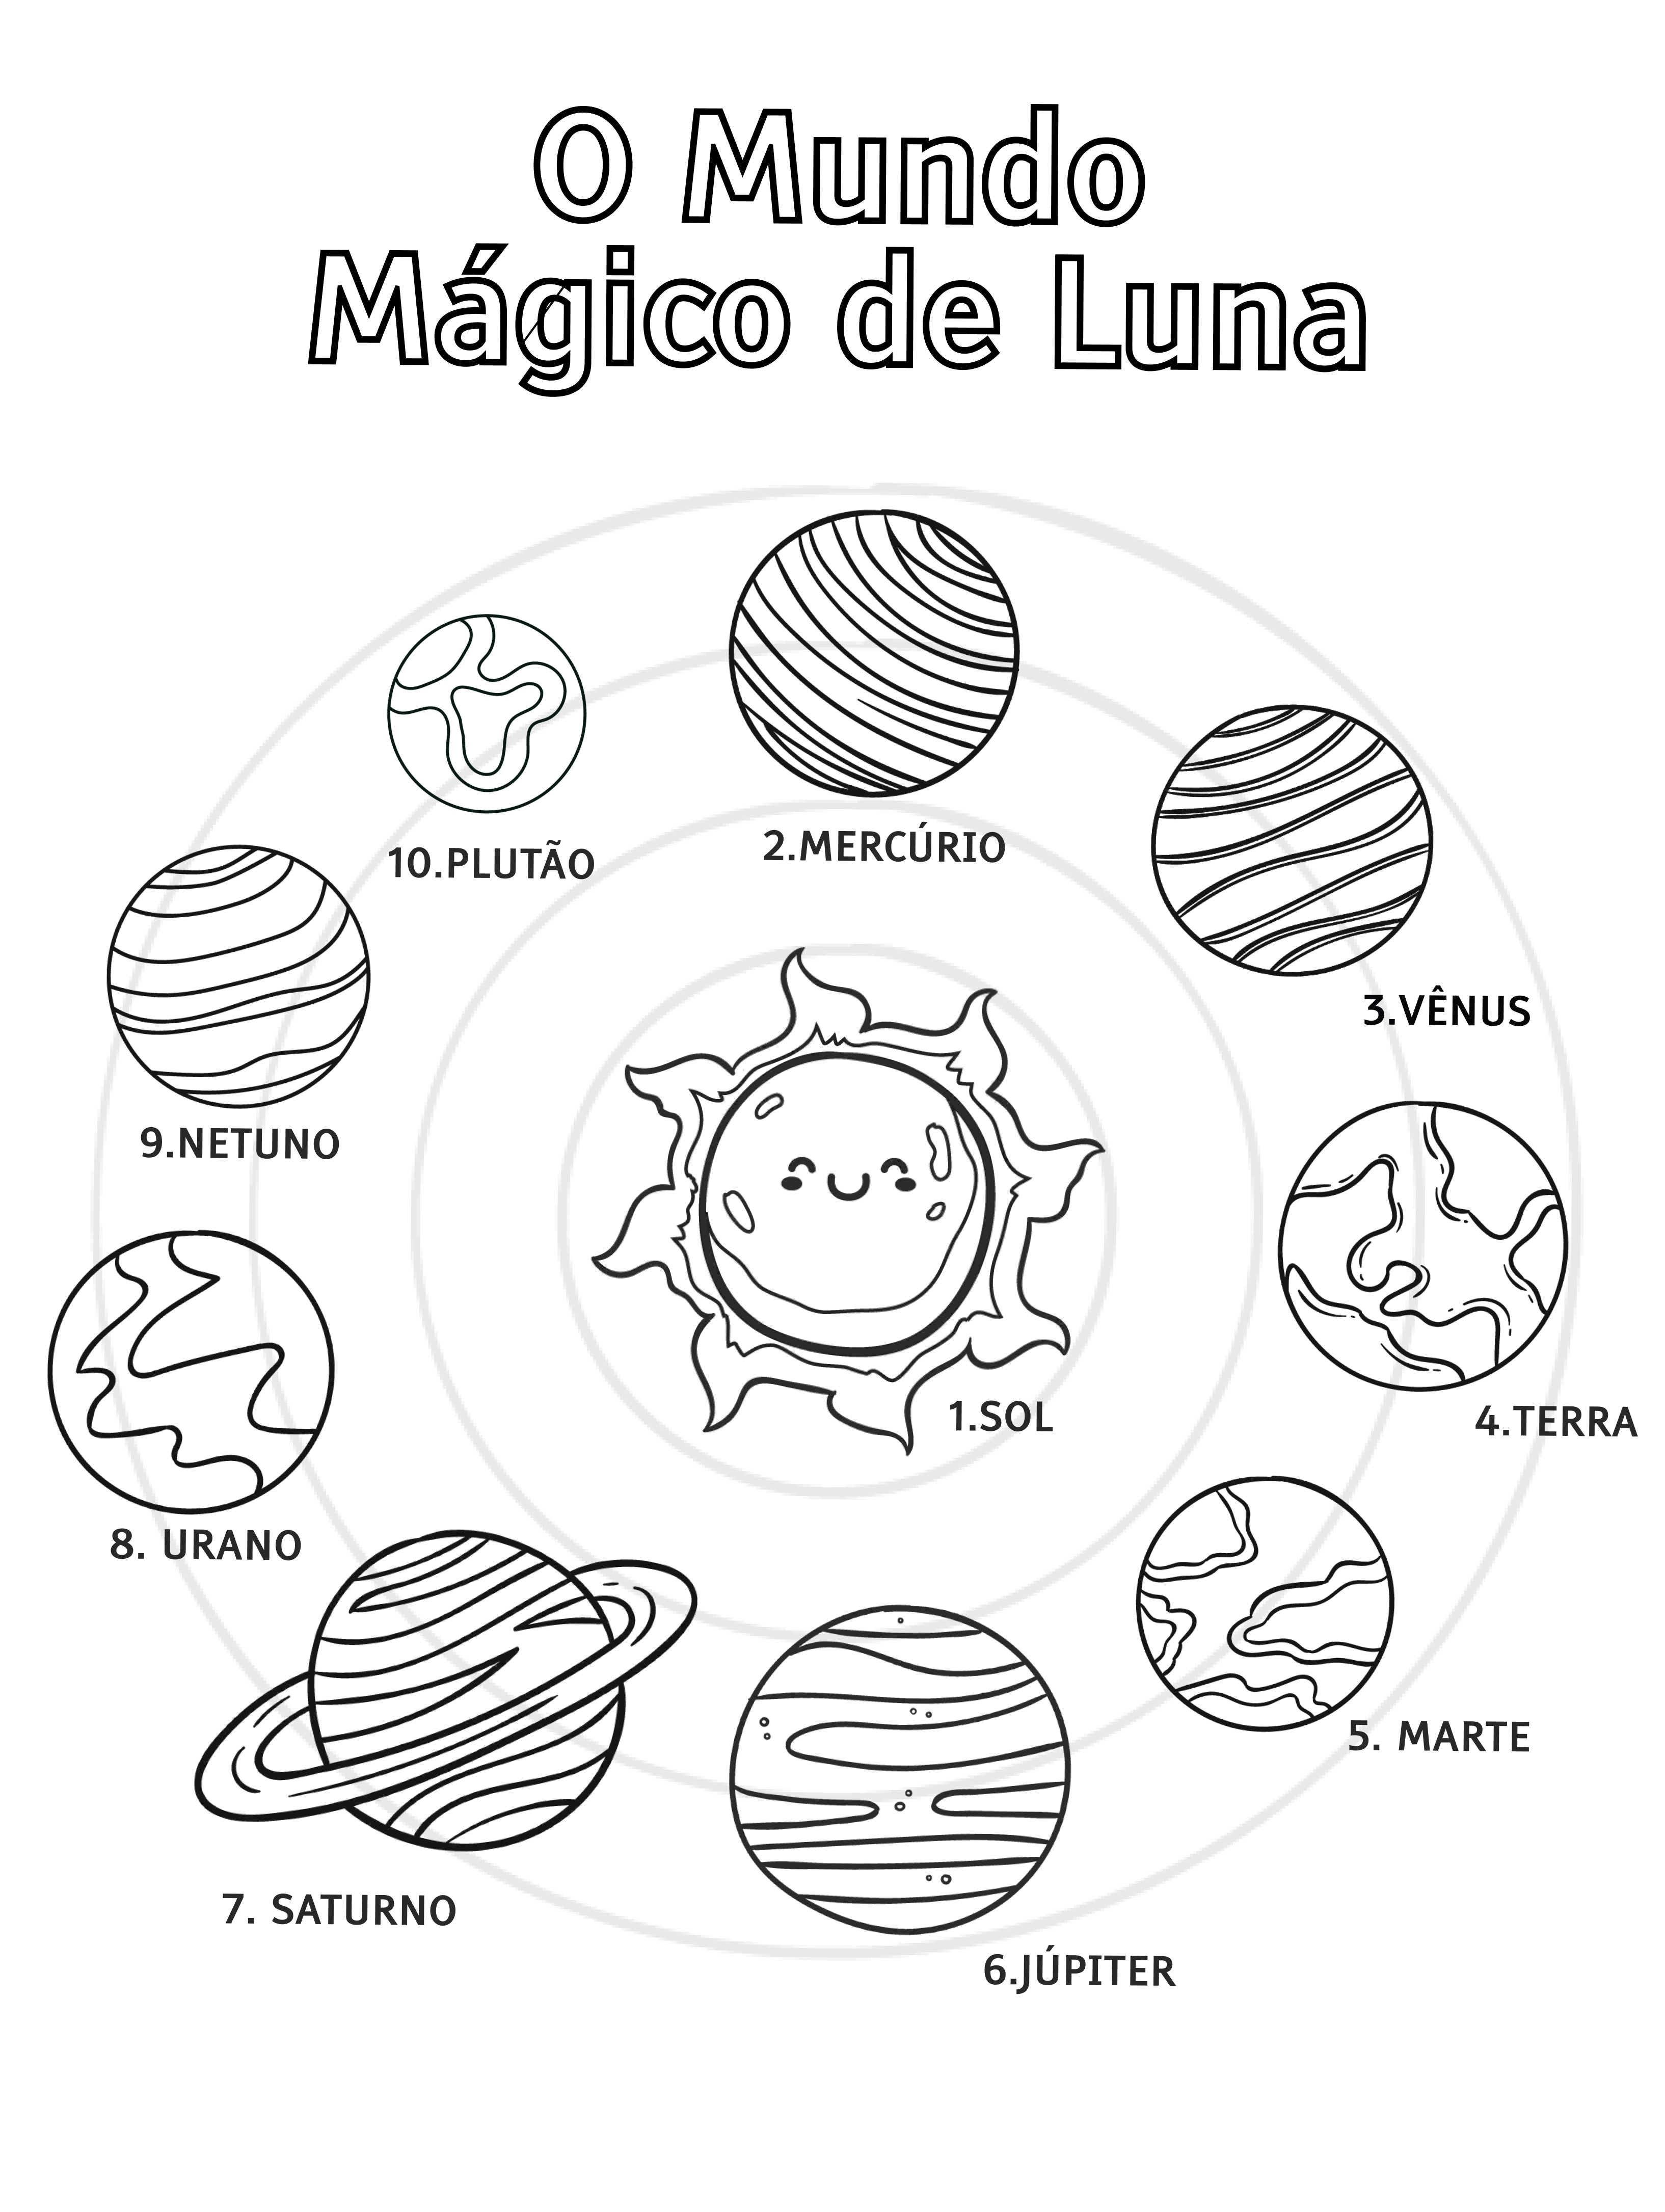 O Mundo
Mágico de Luna
10.PLUTÃO
2.MERCÚRIO
3.VÊNUS
9.NETUNO
1.SOL
4.TERRA
8. URANO
5. MARTE
7. SATURNO
6.JÚPITER